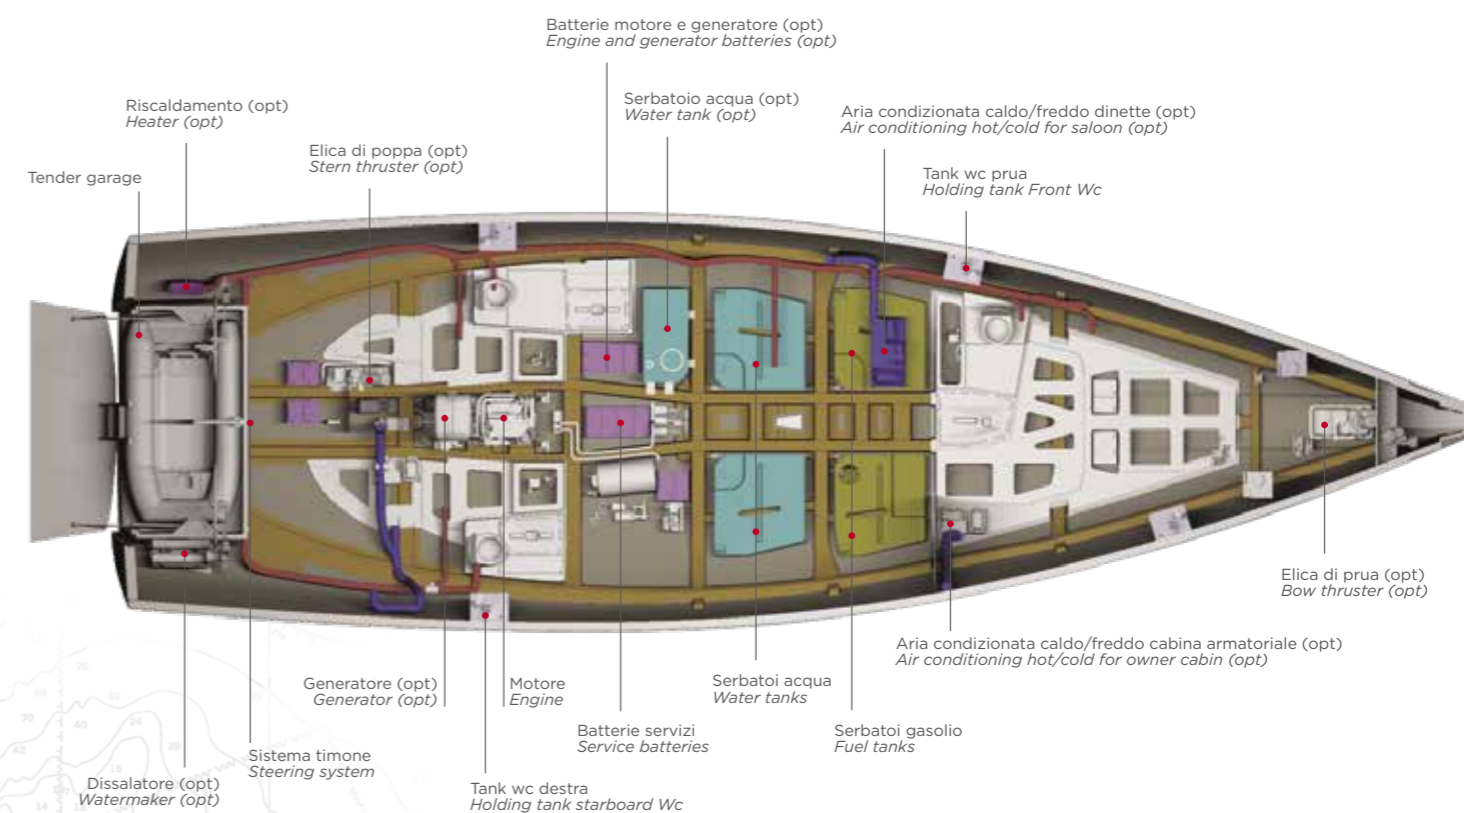 Batterie motore e generatore (opt)
Engine and generator batteries (opt)
Riscaldamento (opt)
Heater (opt)
Serbatoio acqua (opt)
Water tank (opt)
Aria condizionata caldo/freddo dinette (opt)
Air conditioning hot/cold for saloon (opt)
Elica di poppa (opt)
Stern thruster (opt)
Tender garage
Tank wc prua
Holding tank Front Wc
Elica di prua (opt)
Bow thruster (opt)
Aria condizionata caldo/freddo cabina armatoriale (opt)
Air conditioning hot/cold for owner cabin (opt)
Generatore (opt)
Generator (opt)
Motore
Engine
Serbatoi acqua
Water tanks
Batterie servizi
Service batteries
Serbatoi gasolio
Fuel tanks
Sistema timone
Steering system
Dissalatore (opt)
Watermaker (opt)
Tank wc destra
Holding tank starboard Wc
70
40
24
42